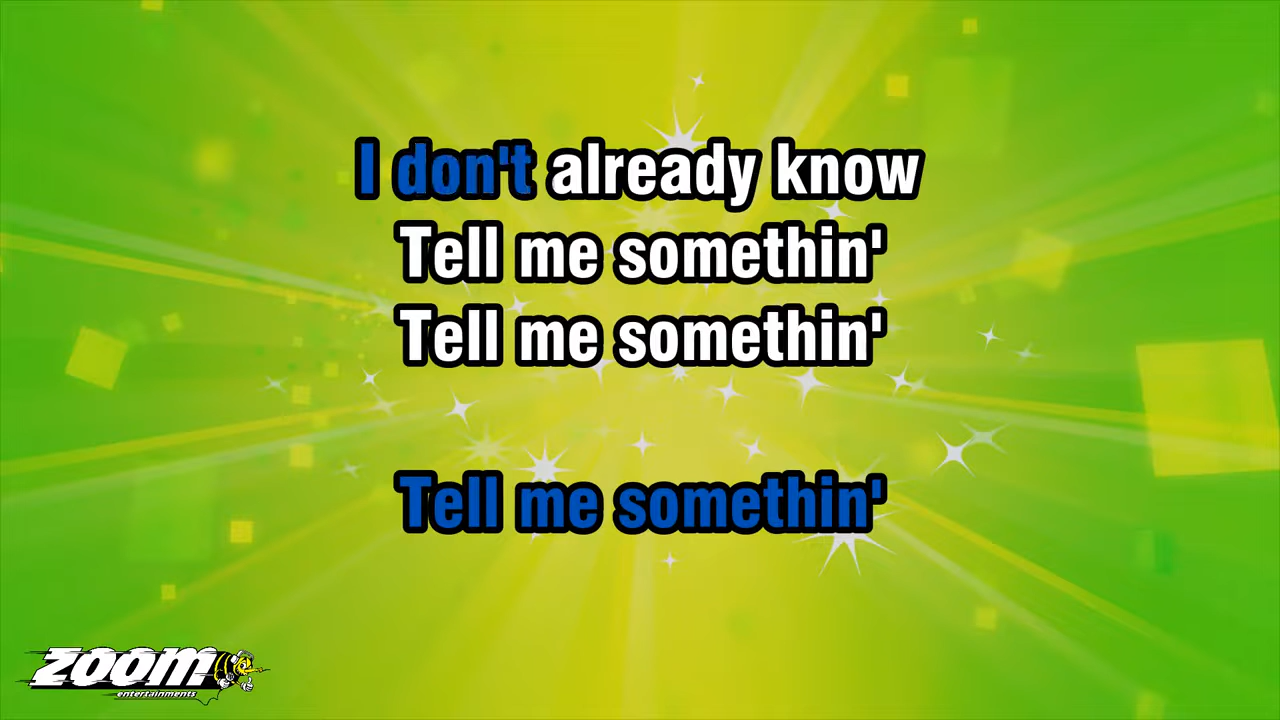 I don't already know
Tell me somethin'
Tell me somethin'
Tell me somethin'
zoom
entertainments